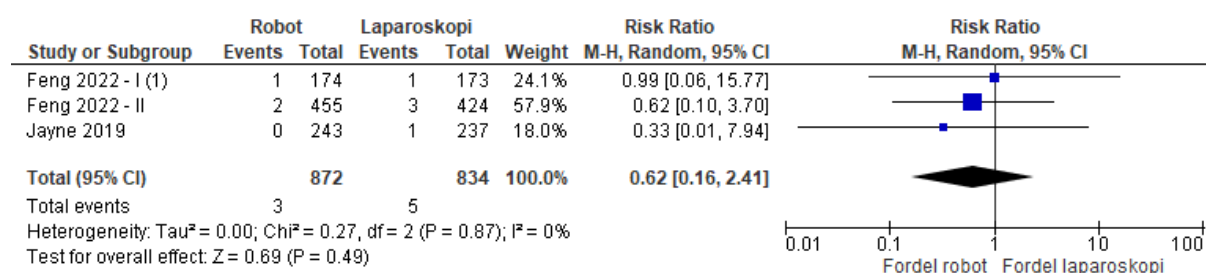 Robot Laparoskopi Risk Ratio Risk Ratio
Study or Subgroup Events Total Events Total Weight M-H, Random, 95% CI M-H, Random, 95% CI
Feng 2022 - I (1) 1 174 1 173 24.1% 0.99 [0.06, 15.77]
Feng 2022 - II 2 455 3 424 57.9% 0.62 [0.10, 3.70]
Jayne 2019 0 243 1 237 18.0% 0.33 [0.01, 7.94]
Total (95% CI) 872 834 100.0% 0.62 [0.16, 2.41]
Total events 3 5
Heterogeneity: Tau² = 0.00; Chi² = 0.27, df = 2 (P = 0.87); I² = 0%
Test for overall effect: Z = 0.69 (P = 0.49)
0.01 0.1 1 10 100
Fordel robot Fordel laparoskopi